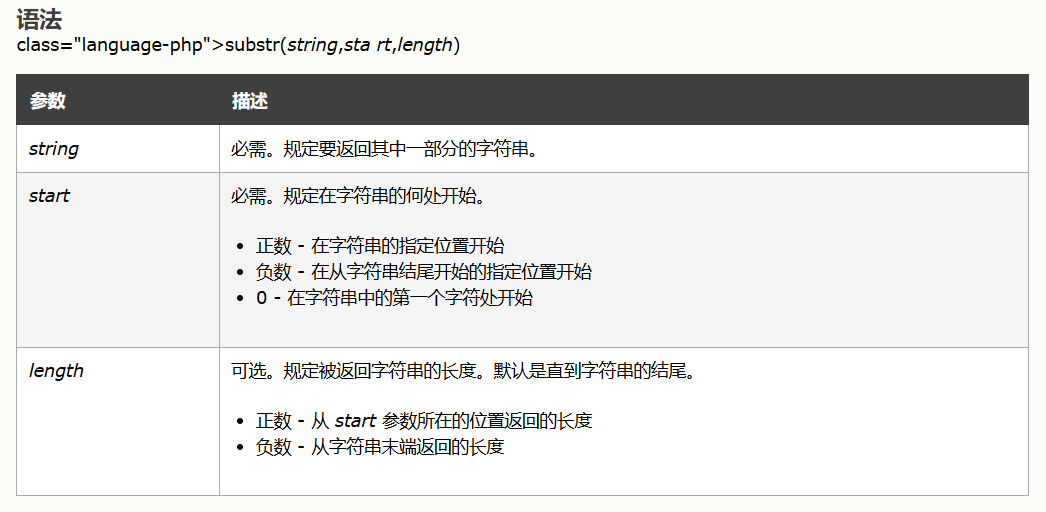 语法
class="language-php">substr(string,sta rt,length)
参数 描述
string 必需。规定要返回其中一部分的字符串。
start 必需。规定在字符串的何处开始。
• 正数 - 在字符串的指定位置开始
• 负数 - 在从字符串结尾开始的指定位置开始
• 0 - 在字符串中的第一个字符处开始
length 可选。规定被返回字符串的长度。默认是直到字符串的结尾。
• 正数 - 从 start 参数所在的位置返回的长度
• 负数 - 从字符串末端返回的长度